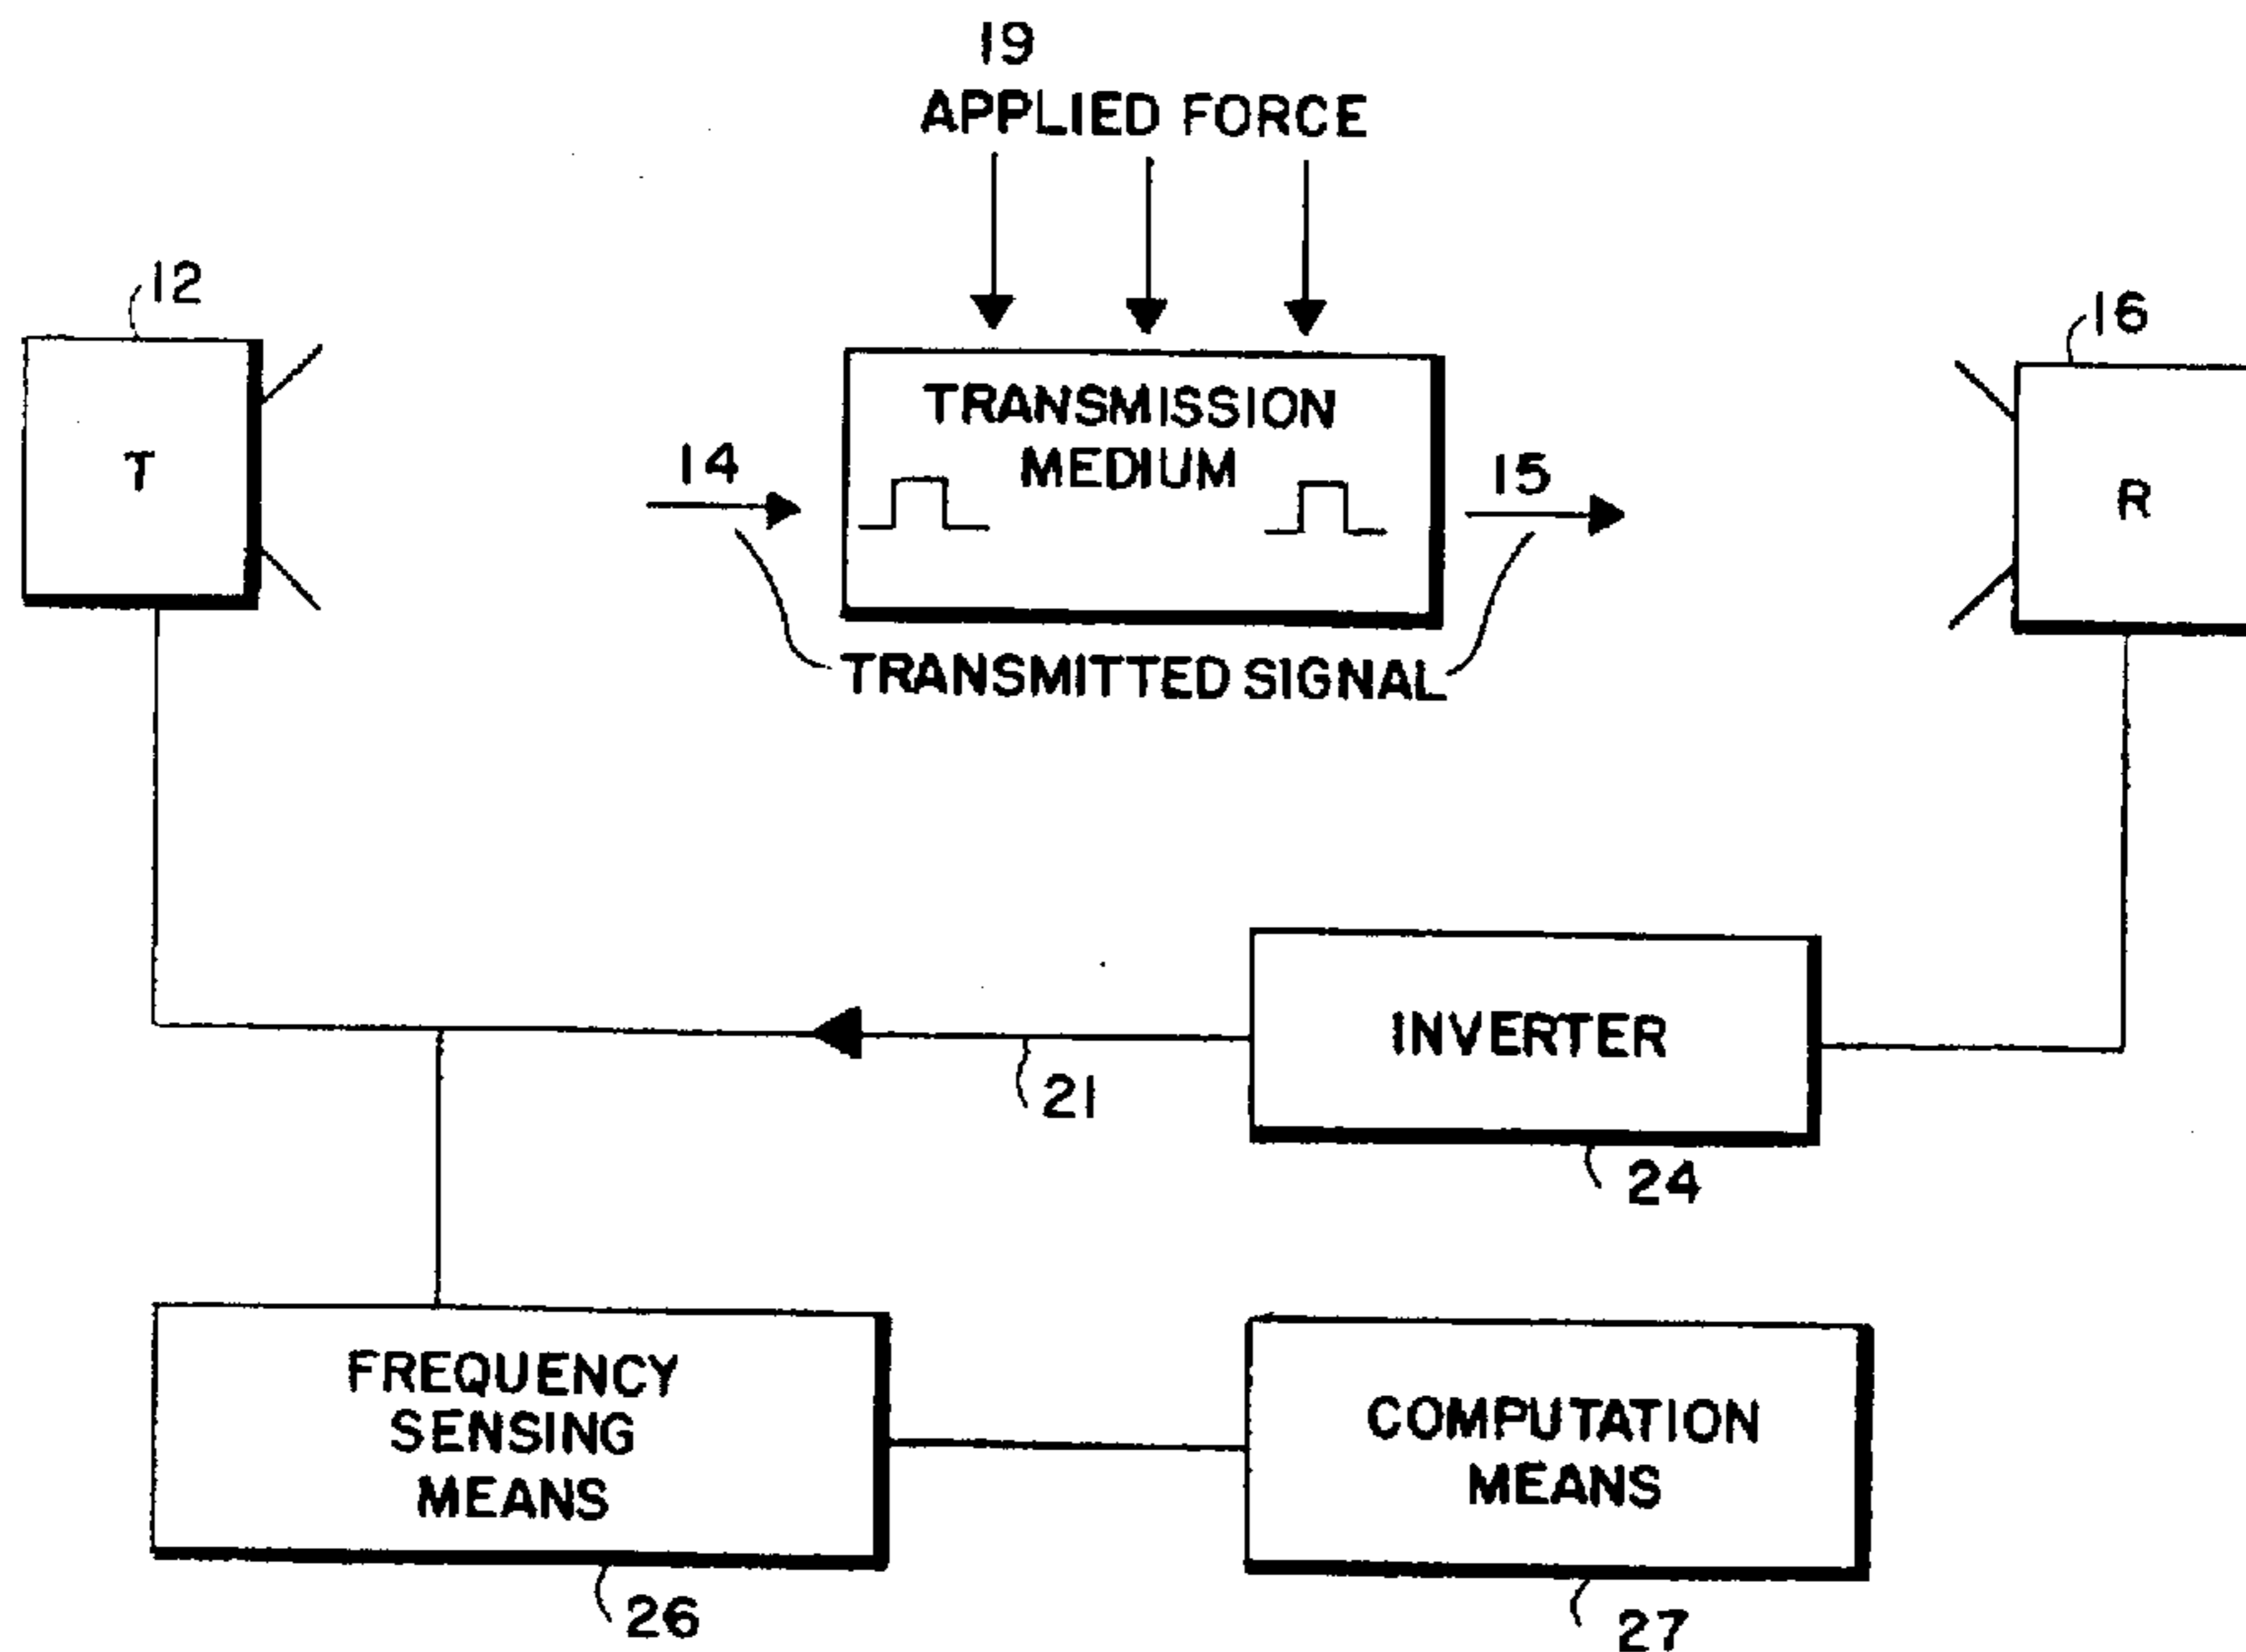 19
APPLIED FORCE
12
16
T
TRANSMISSION
MEDIUM
14
15
R
TRANSMITTED SIGNAL
INVERTER
21
24
FREQUENCY
SENSING
MEANS
COMPUTATION
MEANS
26
27